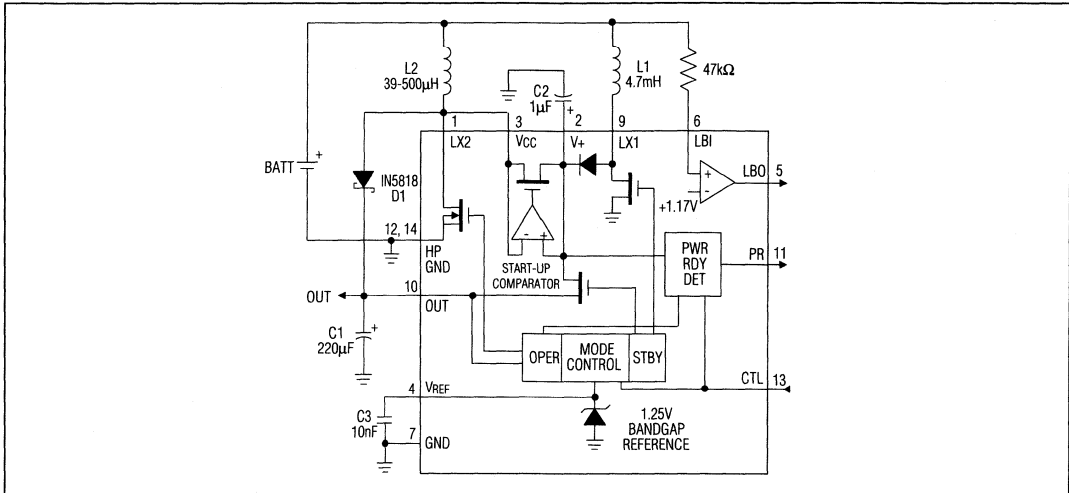 L2
39-500μH
C2
1μF
+
L1
4.7mH
47kΩ
1
3
2
9
6
LX2
VCC
V+
LX1
LBI
BATT
+
IN5818
D1
+
-
+1.17V
LBO
5
12, 14
HP
GND
-
+
START-UP
COMPARATOR
PWR
RDY
DET
PR
11
OUT
10
OUT
C1
220μF
+
OPER
MODE
CONTROL
STBY
CTL
13
4
VREF
C3
10nF
7
GND
1.25V
BANDGAP
REFERENCE